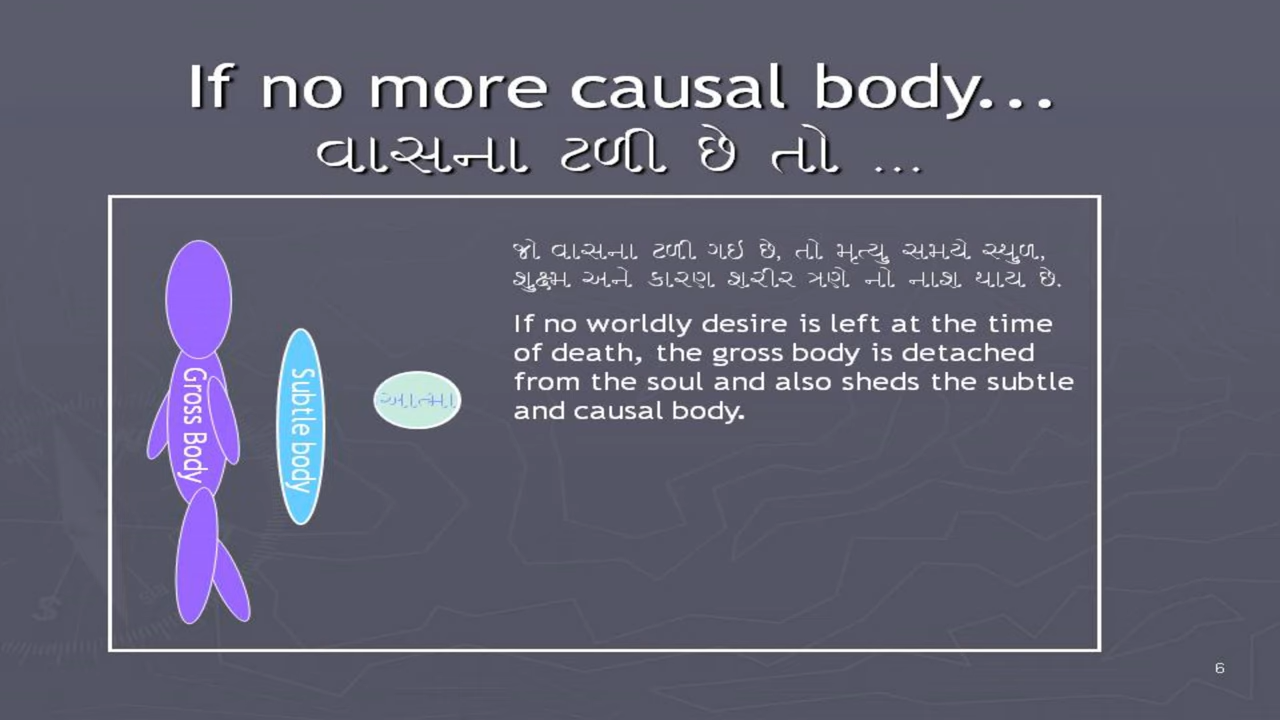 If no more causal body...
વાસના ટળી છે તો ...
જો વાસના ટળી ગઇ છે, તો મૃત્યુ સમયે સ્થુળ,
શુક્ષ્મ અને કારણ શરીર ત્રણે નો નાશ થાય છે.
If no worldly desire is left at the time
of death, the gross body is detached
from the soul and also sheds the subtle
and causal body.
Gross Body
Subtle body
આત્મા
6